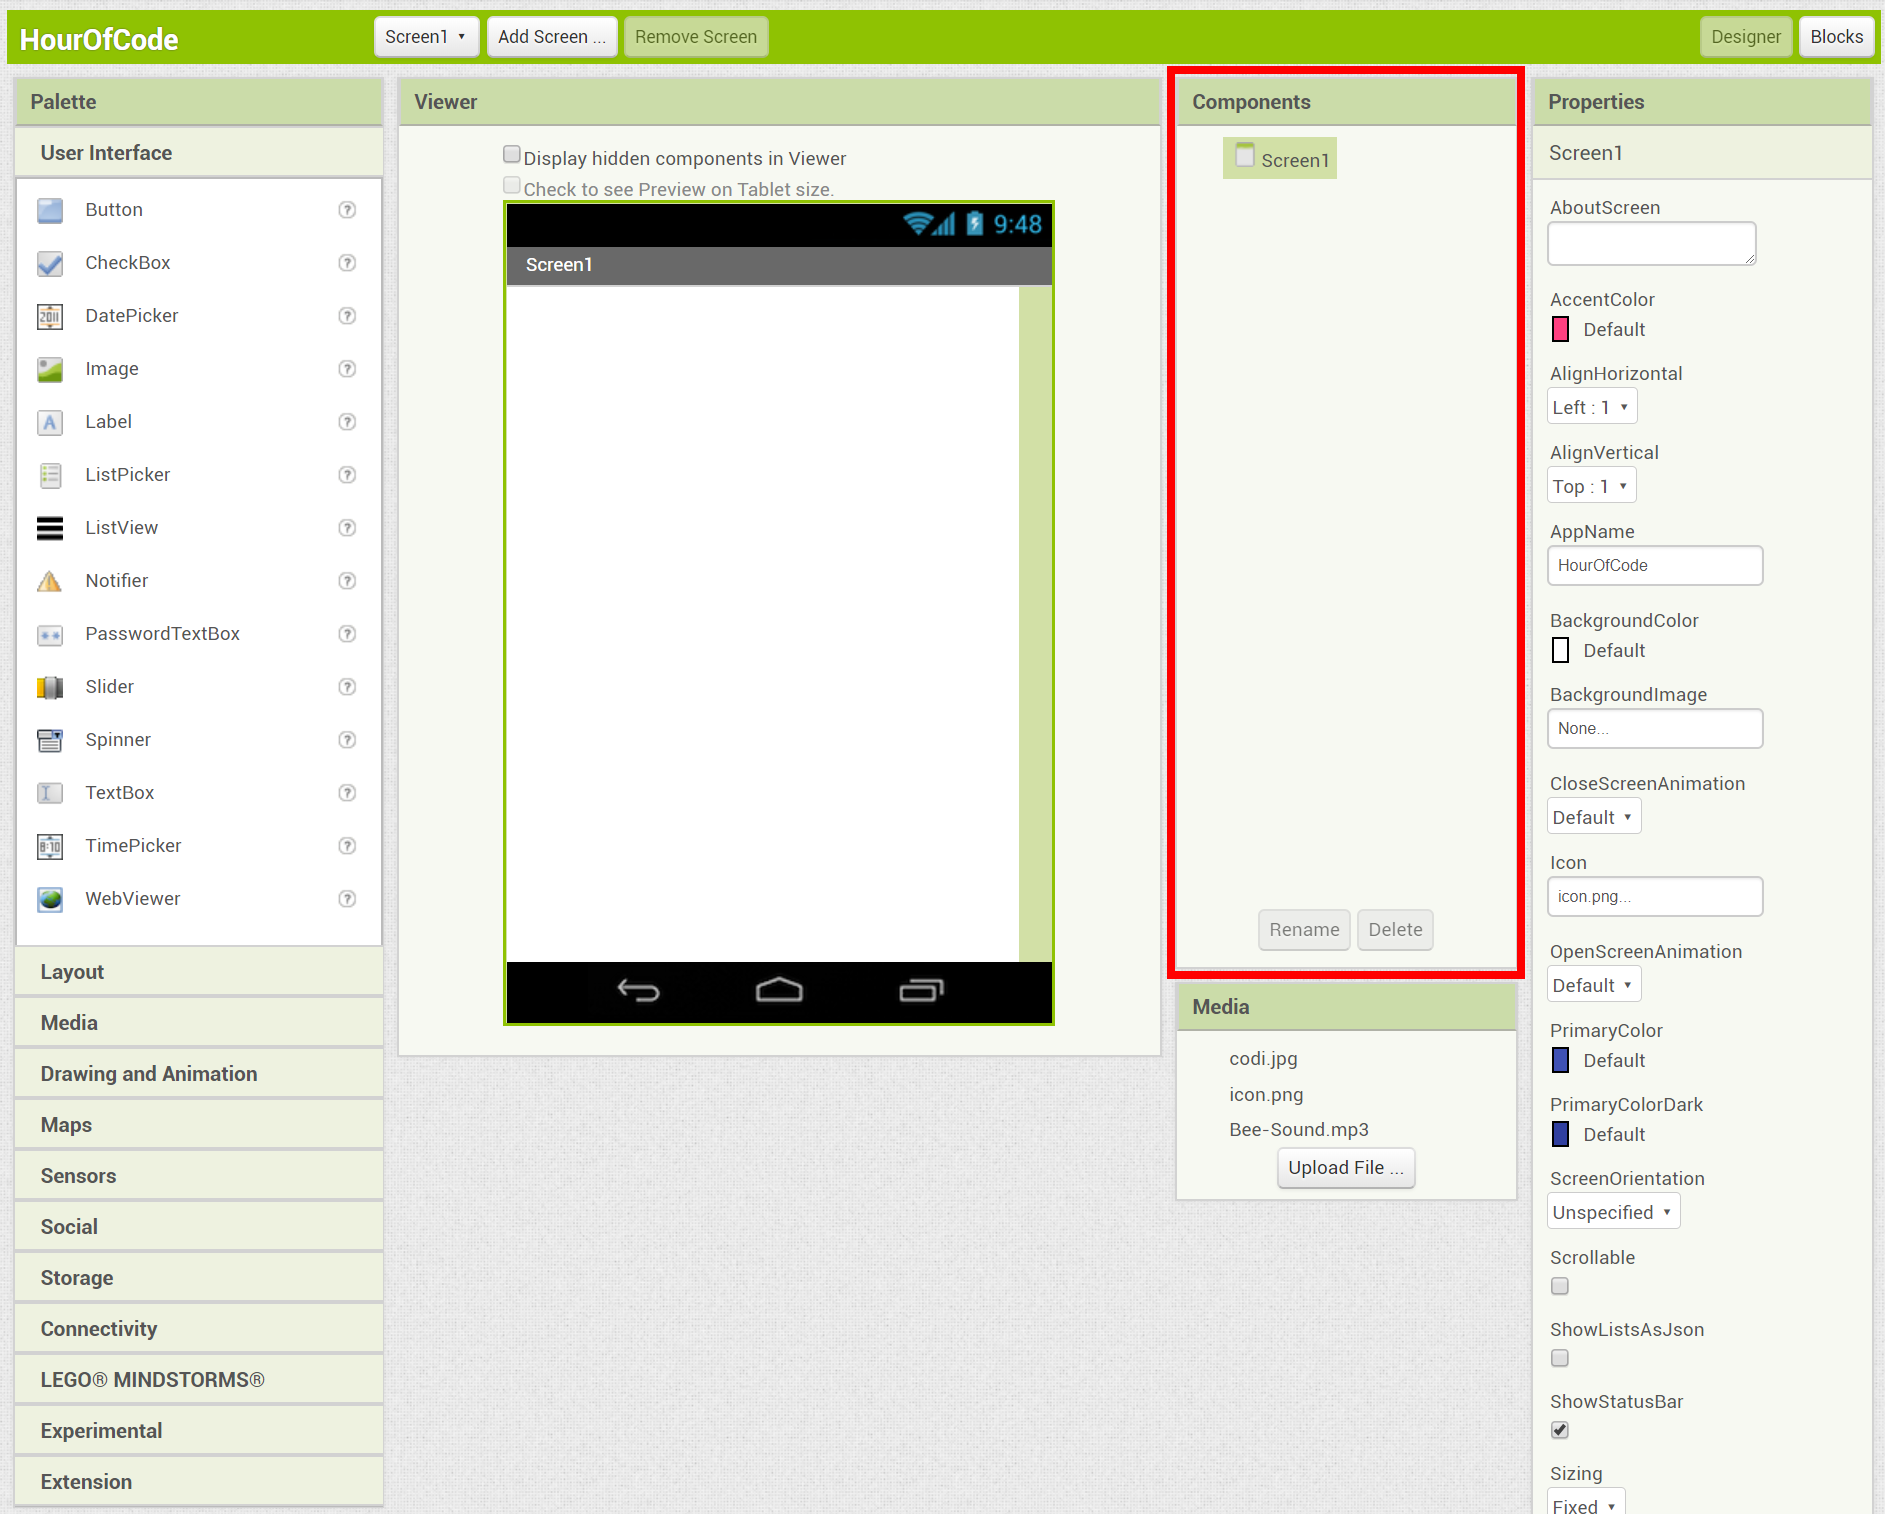 HourOfCode
Screen1 ▾
Add Screen ...
Remove Screen
Designer
Blocks
Palette
User Interface
Button
CheckBox
DatePicker
Image
Label
ListPicker
ListView
Notifier
PasswordTextBox
Slider
Spinner
TextBox
TimePicker
WebViewer
Layout
Media
Drawing and Animation
Maps
Sensors
Social
Storage
Connectivity
LEGO® MINDSTORMS®
Experimental
Extension
Viewer
Display hidden components in Viewer
Check to see Preview on Tablet size.
9:48
Screen1
Components
Screen1
Rename
Delete
Media
codi.jpg
icon.png
Bee-Sound.mp3
Upload File ...
Properties
Screen1
AboutScreen
AccentColor
Default
AlignHorizontal
Left : 1 ▾
AlignVertical
Top : 1 ▾
AppName
HourOfCode
BackgroundColor
Default
BackgroundImage
None...
CloseScreenAnimation
Default ▾
Icon
icon.png...
OpenScreenAnimation
Default ▾
PrimaryColor
Default
PrimaryColorDark
Default
ScreenOrientation
Unspecified ▾
Scrollable
ShowListsAsJson
ShowStatusBar
Sizing
Fixed ▾